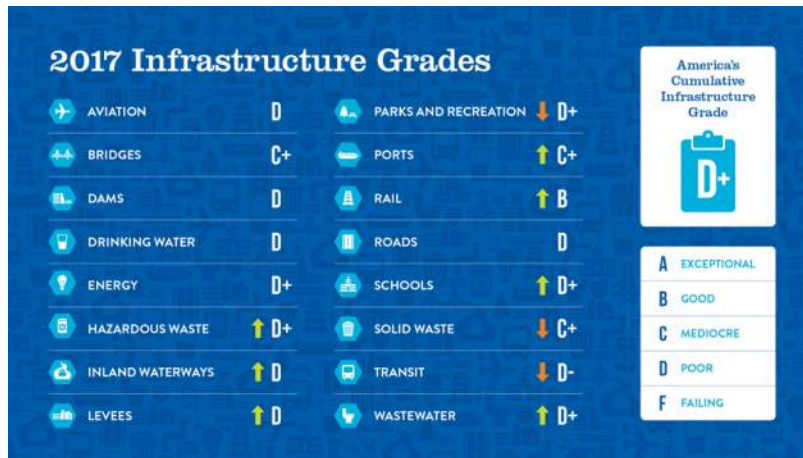 2017 Infrastructure Grades
AVIATION D
BRIDGES C+
DAMS D
DRINKING WATER D
ENERGY D+
HAZARDOUS WASTE D+
INLAND WATERWAYS D
LEVEES D
PARKS AND RECREATION D+
PORTS C+
RAIL B
ROADS D
SCHOOLS D+
SOLID WASTE C+
TRANSIT D-
WASTEWATER D+
America's
Cumulative
Infrastructure
Grade
D+
A EXCEPTIONAL
B GOOD
C MEDIOCRE
D POOR
F FAILING